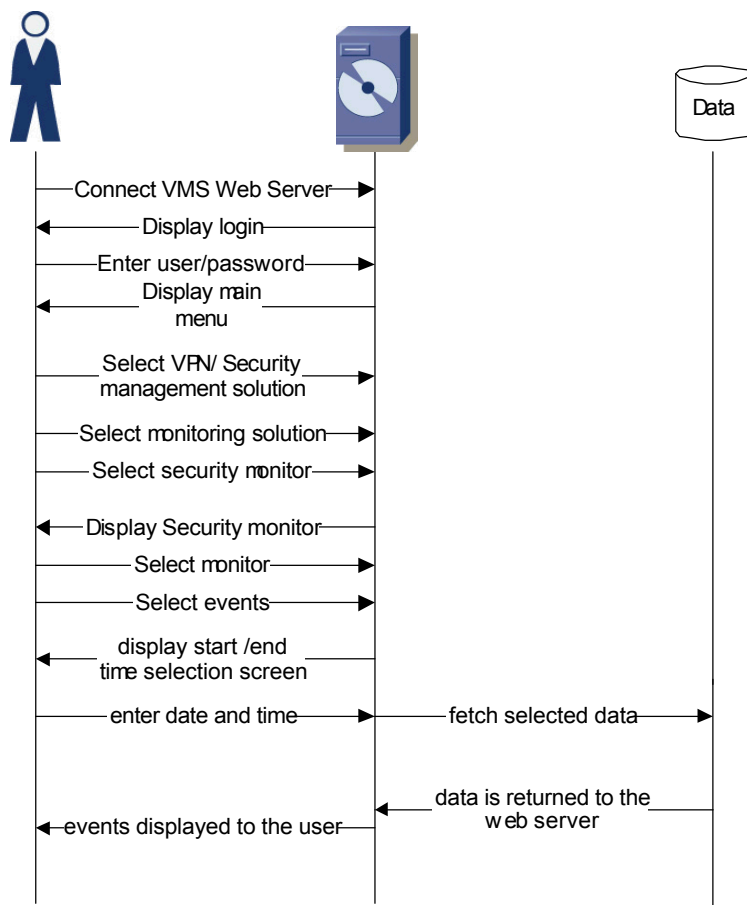 Data
Connect VMS Web Server
Display login
Enter user/password
Display main
menu
Select VPN/ Security
management solution
Select monitoring solution
Select security monitor
Display Security monitor
Select monitor
Select events
display start /end
time selection screen
enter date and time
fetch selected data
data is returned to the
web server
events displayed to the user